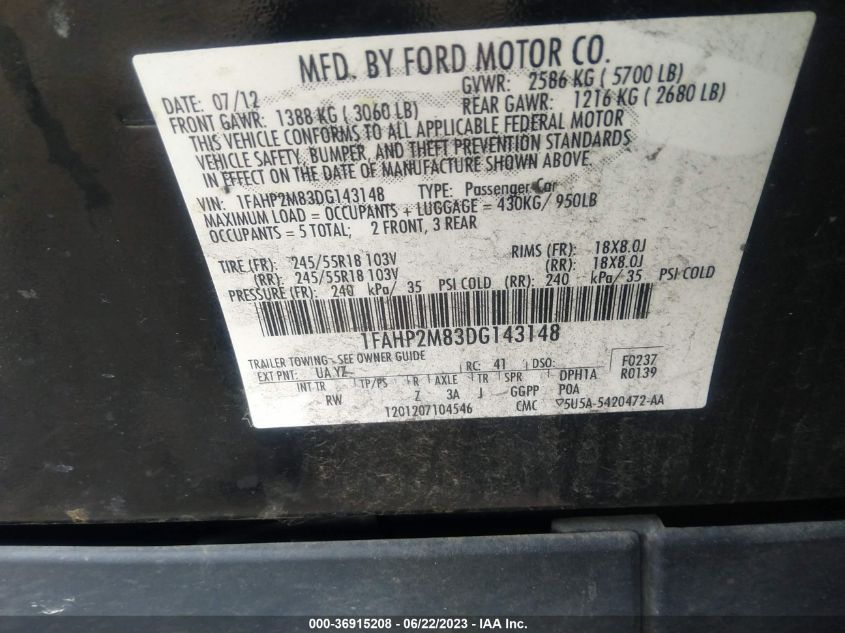 MFD. BY FORD MOTOR CO.
DATE: 07/12 GVWR: 2586 KG ( 5700 LB)
FRONT GAWR: 1388 KG ( 3060 LB) REAR GAWR: 1216 KG ( 2680 LB)
THIS VEHICLE CONFORMS TO ALL APPLICABLE FEDERAL MOTOR
VEHICLE SAFETY, BUMPER, AND THEFT PREVENTION STANDARDS
IN EFFECT ON THE DATE OF MANUFACTURE SHOWN ABOVE
VIN: 1FAHP2M83DG143148 TYPE: Passenger Car
MAXIMUM LOAD = OCCUPANTS + LUGGAGE = 430KG/ 950LB
OCCUPANTS = 5 TOTAL; 2 FRONT, 3 REAR
TIRE (FR): 245/55R18 103V RIMS (FR): 18X8.0J
(RR): 245/55R18 103V (RR): 18X8.0J
PRESSURE (FR): 240 kPa/ 35 PSI COLD (RR): 240 kPa/ 35 PSI COLD
1FAHP2M83DG143148
TRAILER TOWING - SEE OWNER GUIDE
EXT PNT: UA YZ RC: 41 DSO: F0237
INT TR TP/PS R AXLE TR SPR DPH1A R0139
RW Z 3A J GGPP POA
T201207104546 CMC ▽5U5A-5420472-AA
000-36915208 - 06/22/2023 - IAA Inc.